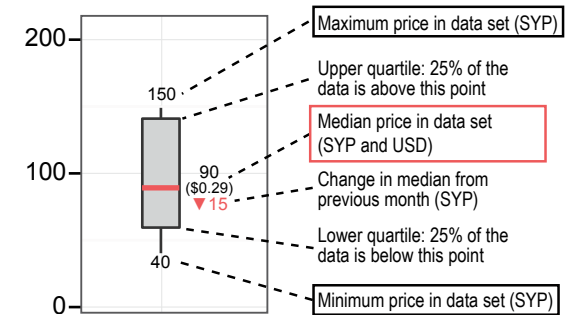 200
100
0
150
90
($0.29)
▼15
40
Maximum price in data set (SYP)
Upper quartile: 25% of the
data is above this point
Median price in data set
(SYP and USD)
Change in median from
previous month (SYP)
Lower quartile: 25% of the
data is below this point
Minimum price in data set (SYP)